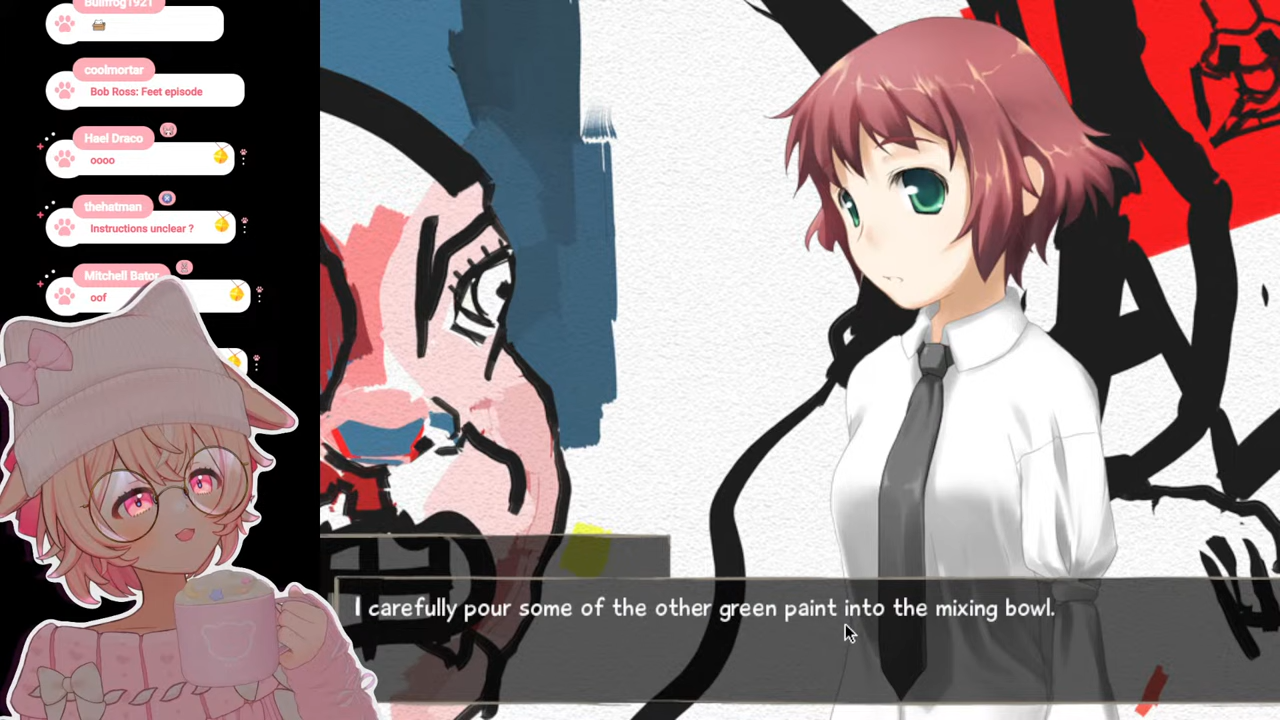 Bullfrog1921
coolmortar
Bob Ross: Feet episode
Hael Draco
oooo
thehatman
Instructions unclear ?
Mitchell Bator
oof
I carefully pour some of the other green paint into the mixing bowl.